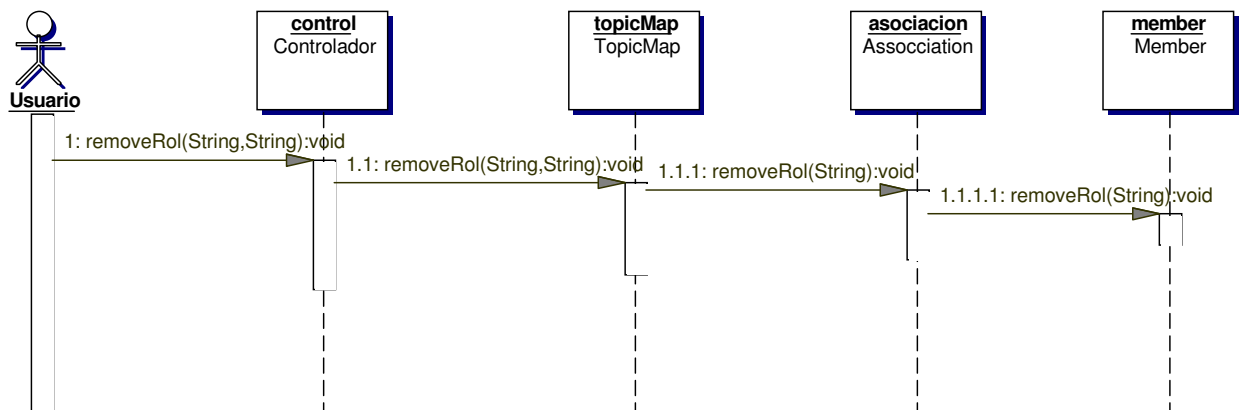 control
Controlador
topicMap
TopicMap
asociacion
Assocciation
member
Member
Usuario
1: removeRol(String,String):void
1.1: removeRol(String,String):void
1.1.1: removeRol(String):void
1.1.1.1: removeRol(String):void